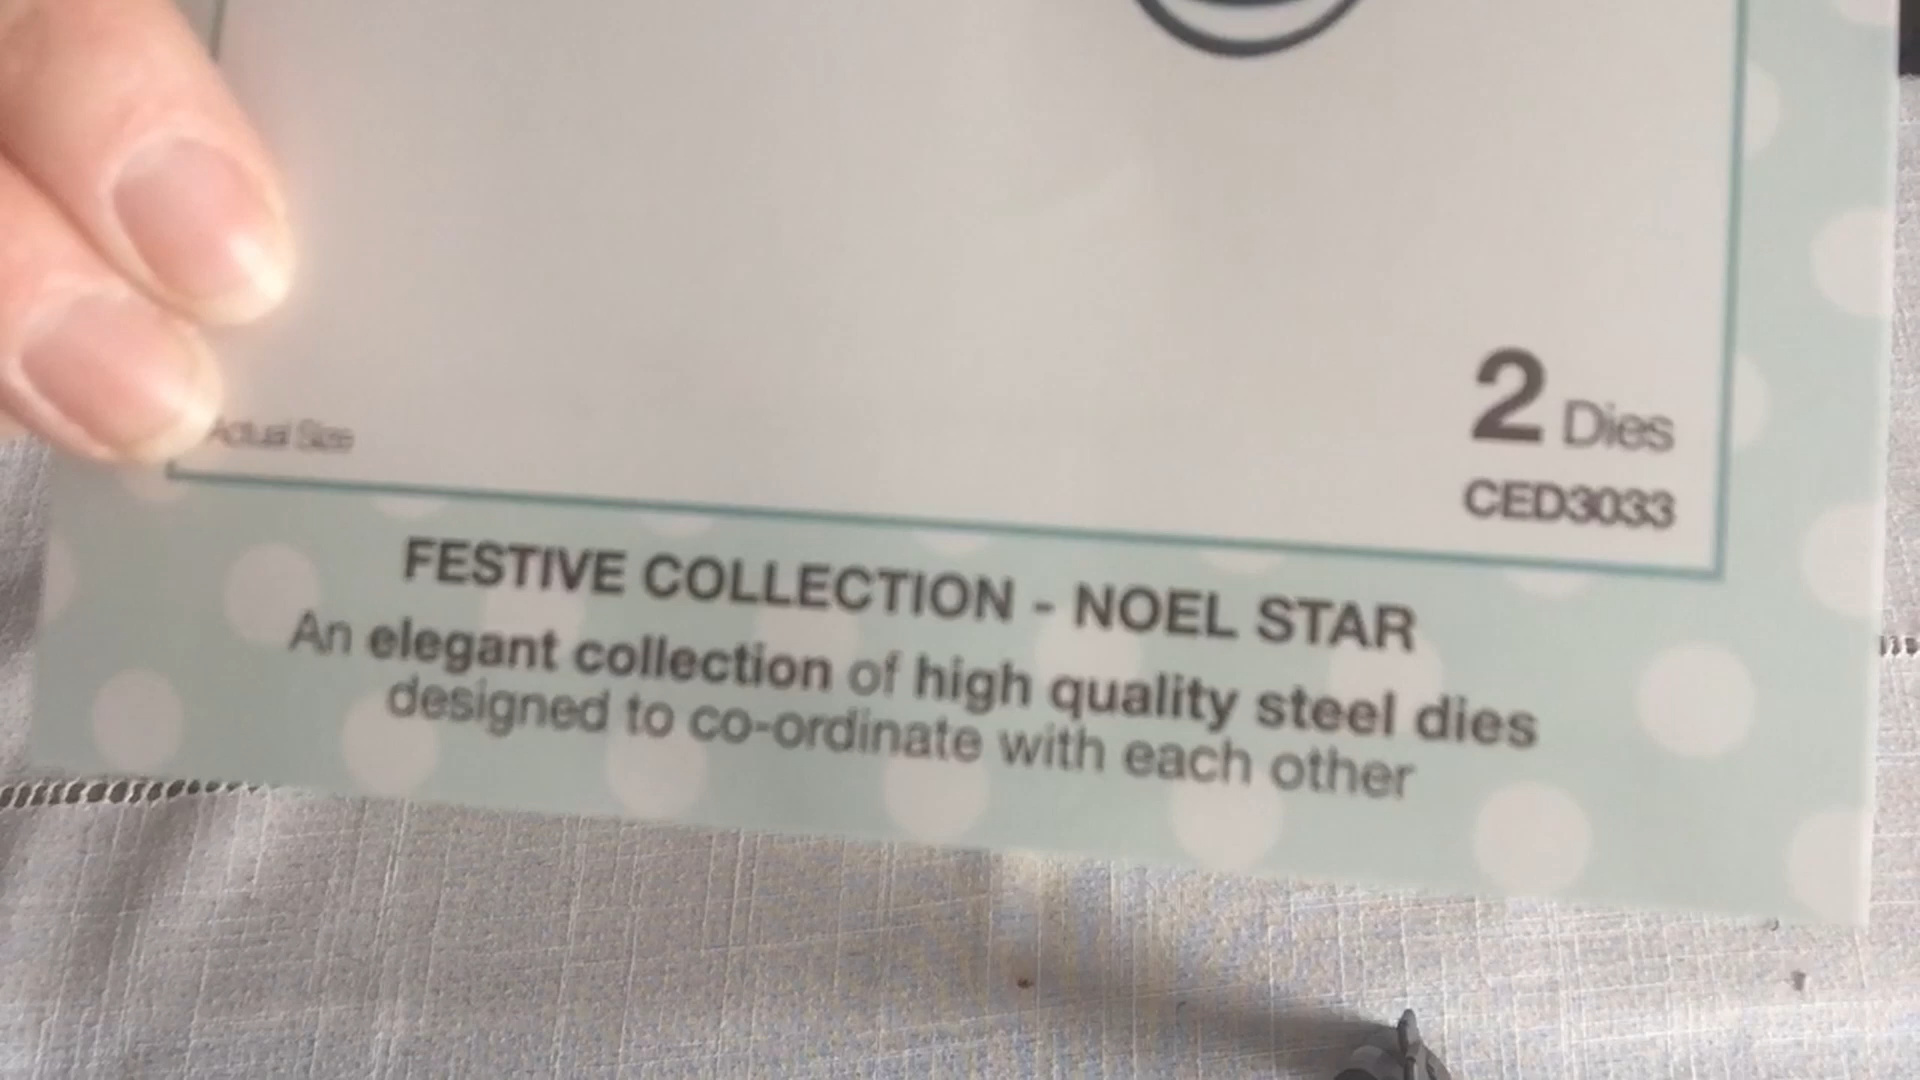 Actual Size
2 Dies
CED3033
FESTIVE COLLECTION - NOEL STAR
An elegant collection of high quality steel dies
designed to co-ordinate with each other